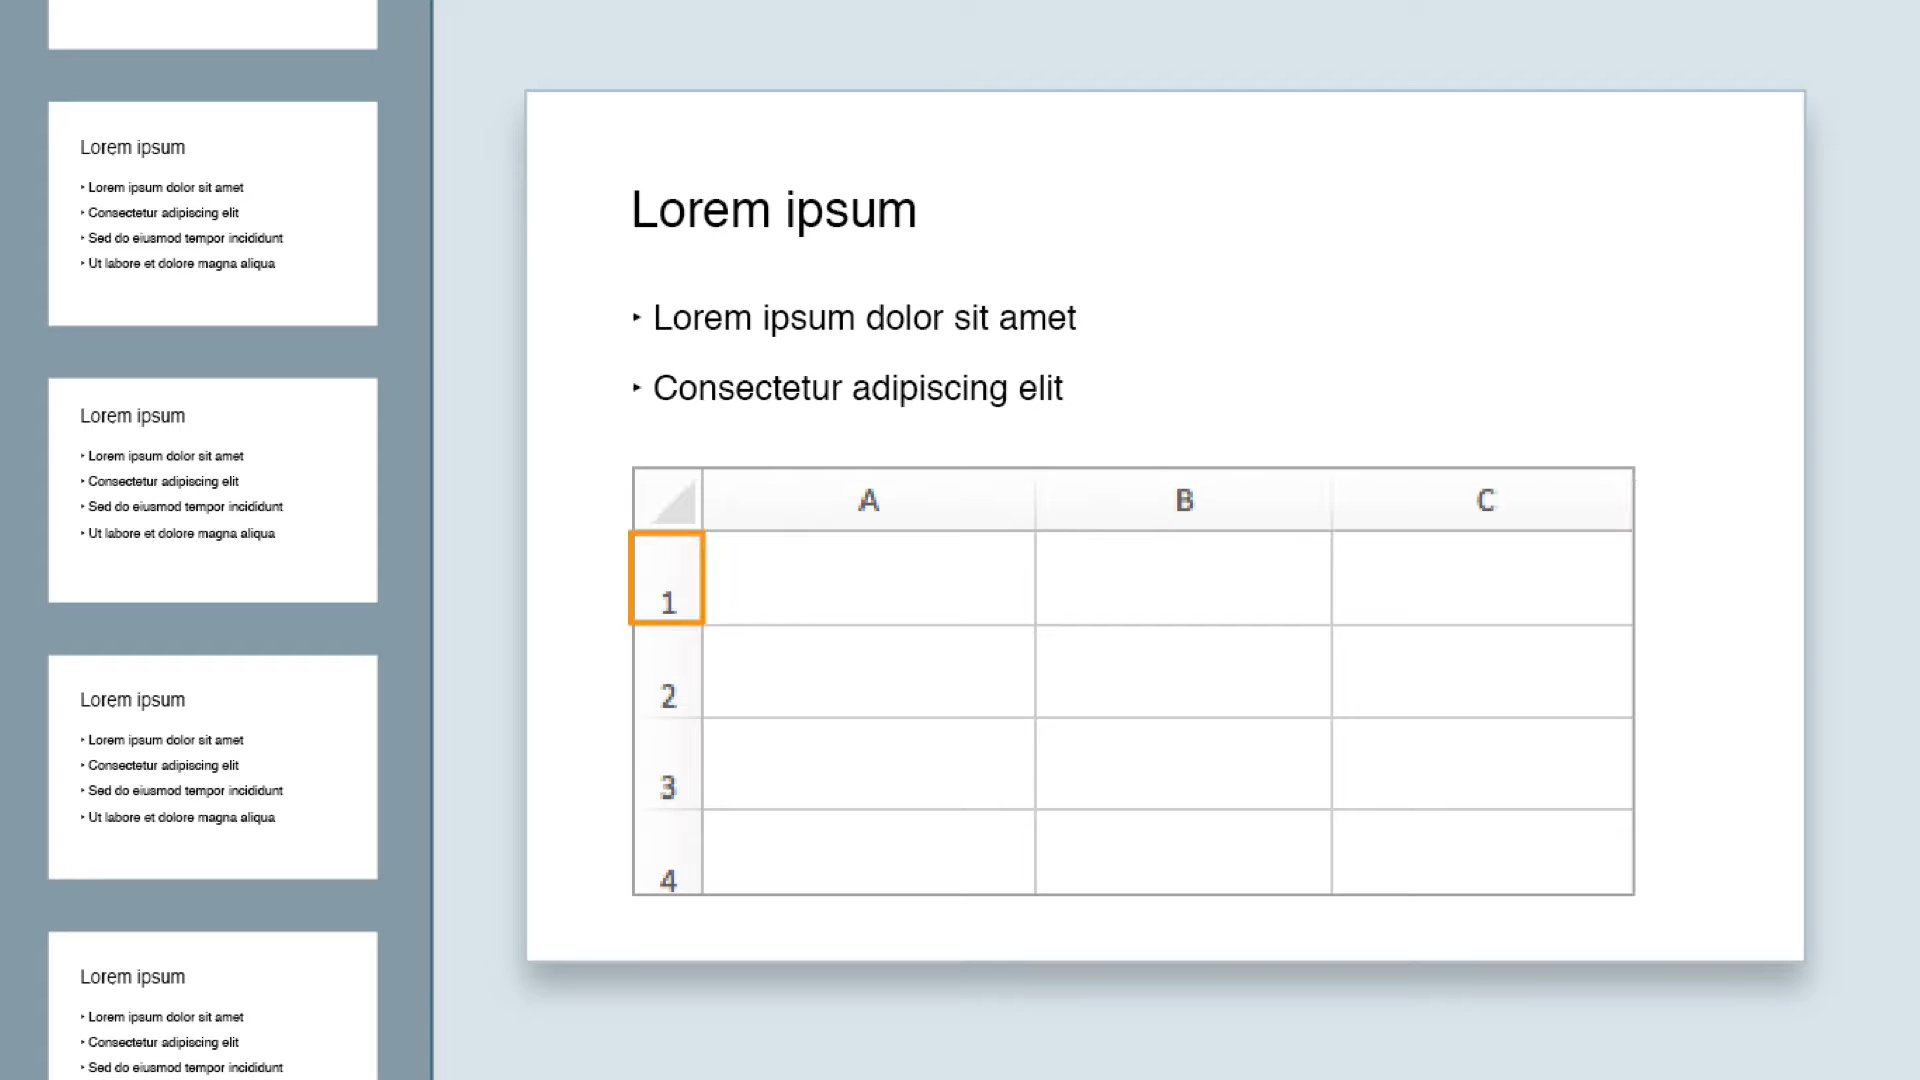 Lorem ipsum
‣ Lorem ipsum dolor sit amet
‣ Consectetur adipiscing elit
‣ Sed do eiusmod tempor incididunt
‣ Ut labore et dolore magna aliqua
Lorem ipsum
‣ Lorem ipsum dolor sit amet
‣ Consectetur adipiscing elit
‣ Sed do eiusmod tempor incididunt
‣ Ut labore et dolore magna aliqua
Lorem ipsum
‣ Lorem ipsum dolor sit amet
‣ Consectetur adipiscing elit
‣ Sed do eiusmod tempor incididunt
‣ Ut labore et dolore magna aliqua
Lorem ipsum
‣ Lorem ipsum dolor sit amet
‣ Consectetur adipiscing elit
‣ Sed do eiusmod tempor incididunt
Lorem ipsum
‣ Lorem ipsum dolor sit amet
‣ Consectetur adipiscing elit
A B C
1
2
3
4